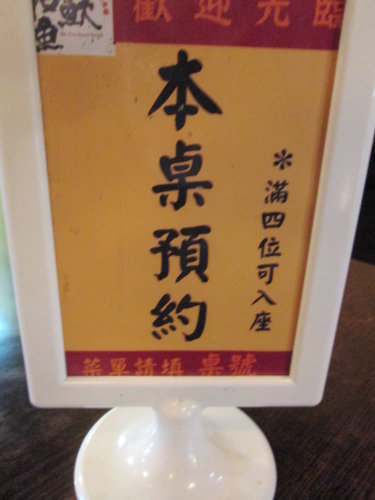 歡迎光臨
本桌預約
＊滿四位可入座
菜單請填 桌號